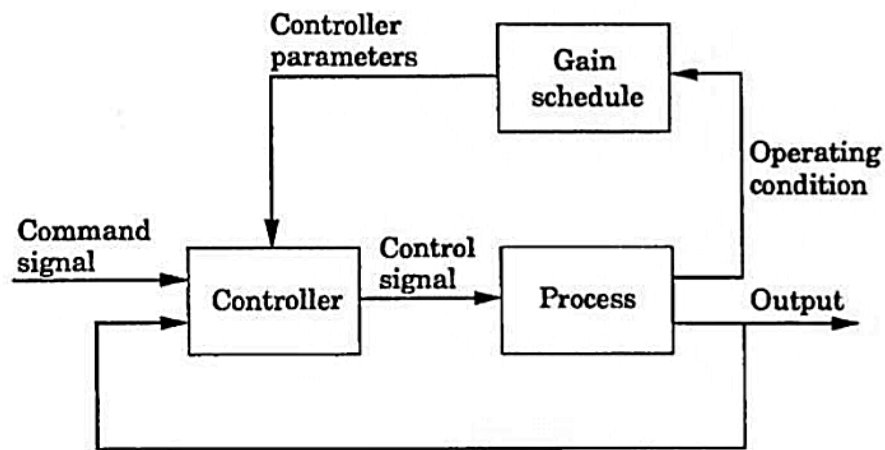 Controller
parameters
Gain
schedule
Operating
condition
Command
signal
Controller
Control
signal
Process
Output